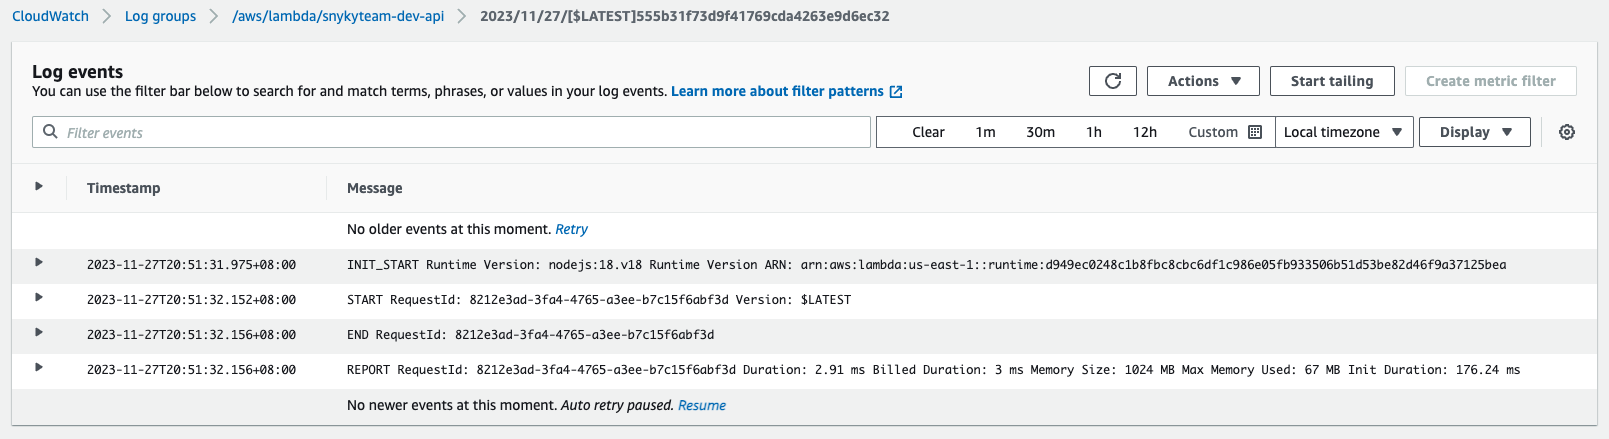 CloudWatch Log groups /aws/lambda/snykyteam-dev-api 2023/11/27/[$LATEST]555b31f73d9f41769cda4263e9d6ec32
Log events
You can use the filter bar below to search for and match terms, phrases, or values in your log events. Learn more about filter patterns
Actions Start tailing Create metric filter
Filter events Clear 1m 30m 1h 12h Custom Local timezone Display
Timestamp Message
No older events at this moment. Retry
2023-11-27T20:51:31.975+08:00 INIT_START Runtime Version: nodejs:18.v18 Runtime Version ARN: arn:aws:lambda:us-east-1::runtime:d949ec0248c1b8fbc8cbc6df1c986e05fb933506b51d53be82d46f9a37125bea
2023-11-27T20:51:32.152+08:00 START RequestId: 8212e3ad-3fa4-4765-a3ee-b7c15f6abf3d Version: $LATEST
2023-11-27T20:51:32.156+08:00 END RequestId: 8212e3ad-3fa4-4765-a3ee-b7c15f6abf3d
2023-11-27T20:51:32.156+08:00 REPORT RequestId: 8212e3ad-3fa4-4765-a3ee-b7c15f6abf3d Duration: 2.91 ms Billed Duration: 3 ms Memory Size: 1024 MB Max Memory Used: 67 MB Init Duration: 176.24 ms
No newer events at this moment. Auto retry paused. Resume